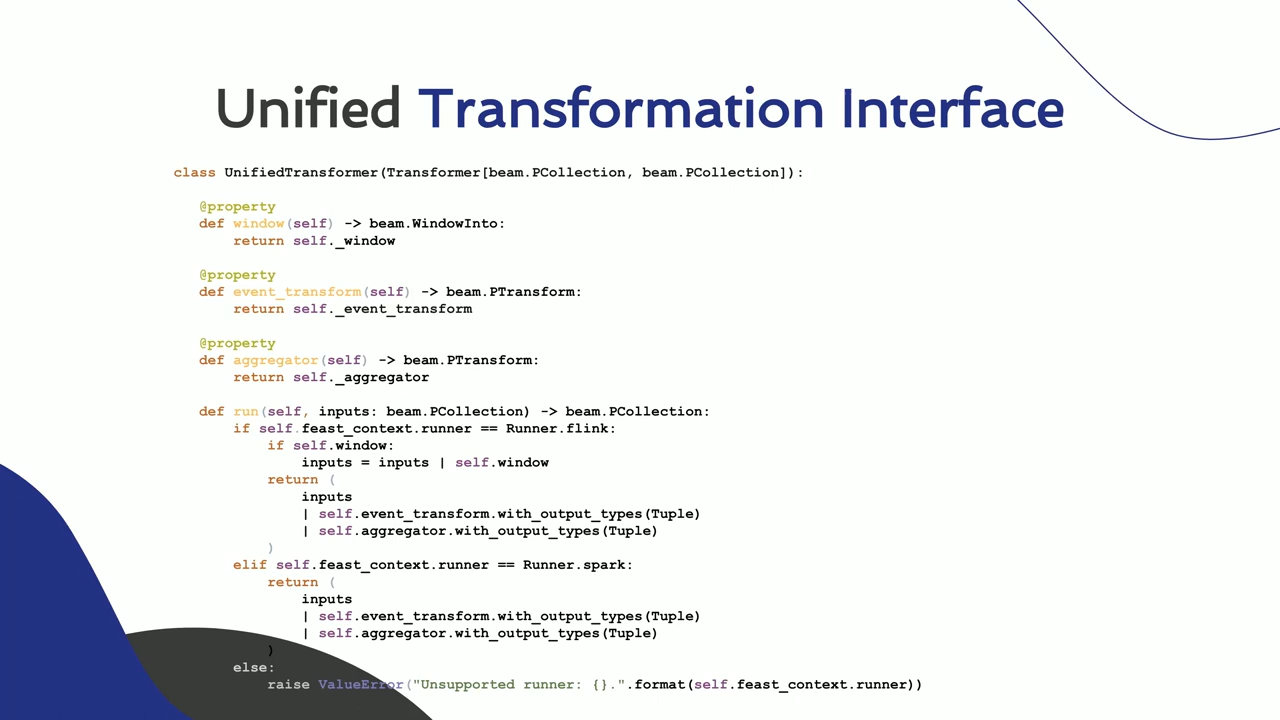 Unified Transformation Interface
class UnifiedTransformer(Transformer[beam.PCollection, beam.PCollection]):
@property
def window(self) -> beam.WindowInto:
return self._window
@property
def event_transform(self) -> beam.PTransform:
return self._event_transform
@property
def aggregator(self) -> beam.PTransform:
return self._aggregator
def run(self, inputs: beam.PCollection) -> beam.PCollection:
if self.feast_context.runner == Runner.flink:
if self.window:
inputs = inputs | self.window
return (
inputs
| self.event_transform.with_output_types(Tuple)
| self.aggregator.with_output_types(Tuple)
)
elif self.feast_context.runner == Runner.spark:
return (
inputs
| self.event_transform.with_output_types(Tuple)
| self.aggregator.with_output_types(Tuple)
)
else:
raise ValueError("Unsupported runner: {}.".format(self.feast_context.runner))